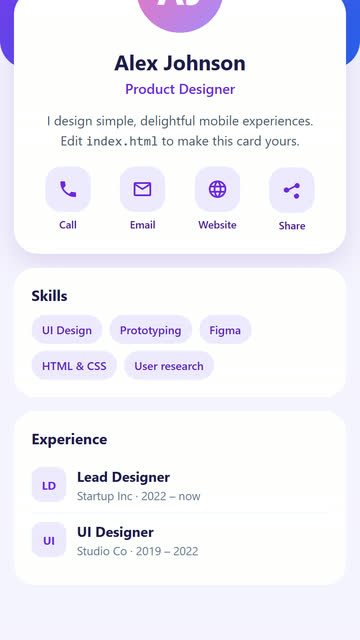 Alex Johnson
Product Designer
I design simple, delightful mobile experiences.
Edit index.html to make this card yours.
Call
Email
Website
Share
Skills
UI Design
Prototyping
Figma
HTML & CSS
User research
Experience
LD
Lead Designer
Startup Inc · 2022 – now
UI
UI Designer
Studio Co · 2019 – 2022